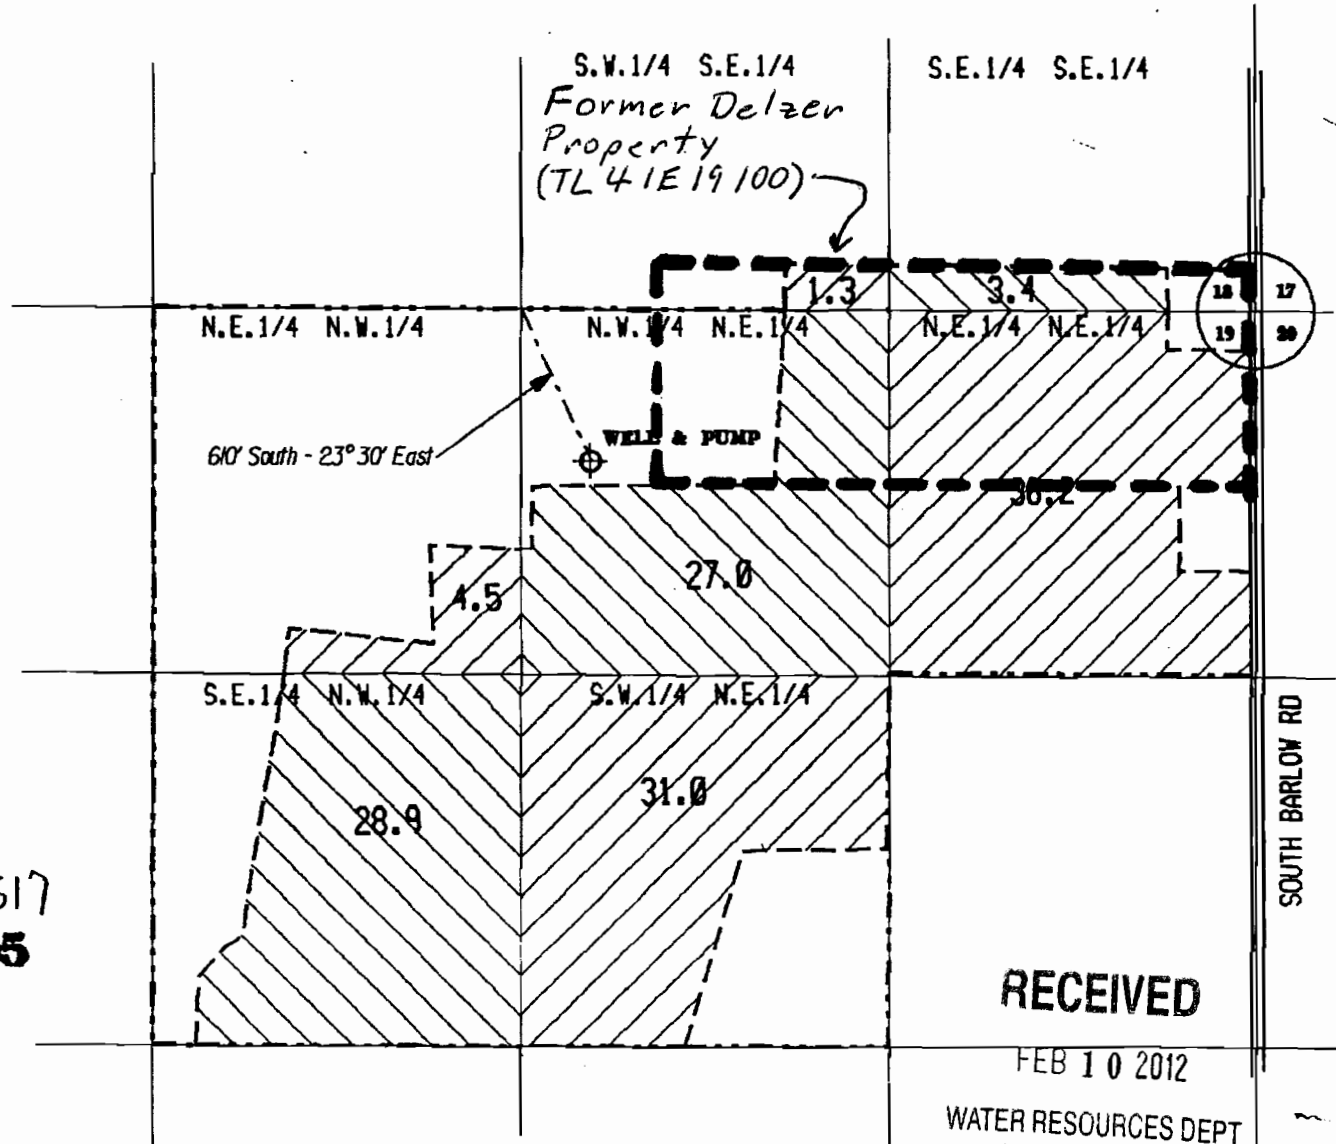 S.W.1/4 S.E.1/4
S.E.1/4 S.E.1/4
Former Delzer
Property
(TL 4 1E 19 100)
1.3
3.4
18 17
19 20
N.E.1/4 N.W.1/4
N.W.1/4 N.E.1/4
N.E.1/4 N.E.1/4
610' South - 23° 30' East
WELL & PUMP
27.0
4.5
S.E.1/4 N.W.1/4
S.W.1/4 N.E.1/4
31.0
28.9
SOUTH BARLOW RD
5
RECEIVED
FEB 10 2012
WATER RESOURCES DEPT